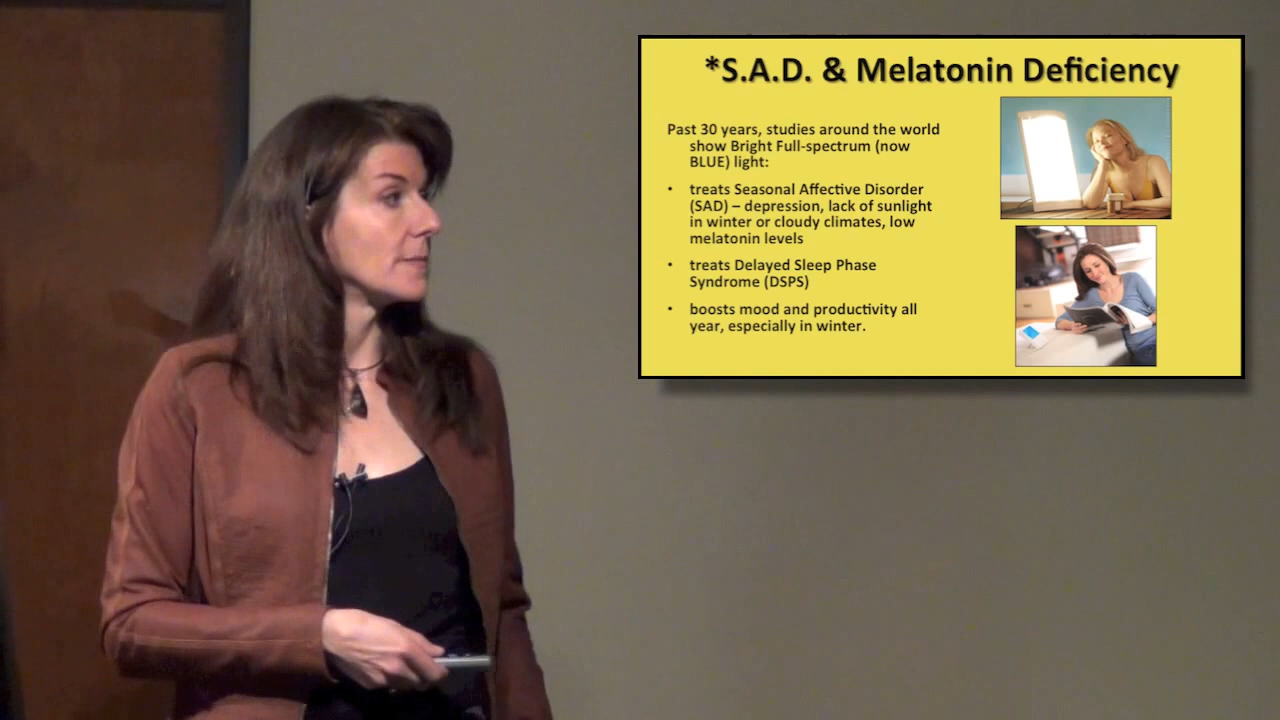 *S.A.D. & Melatonin Deficiency
Past 30 years, studies around the world
show Bright Full-spectrum (now
BLUE) light:
• treats Seasonal Affective Disorder
(SAD) – depression, lack of sunlight
in winter or cloudy climates, low
melatonin levels
• treats Delayed Sleep Phase
Syndrome (DSPS)
• boosts mood and productivity all
year, especially in winter.